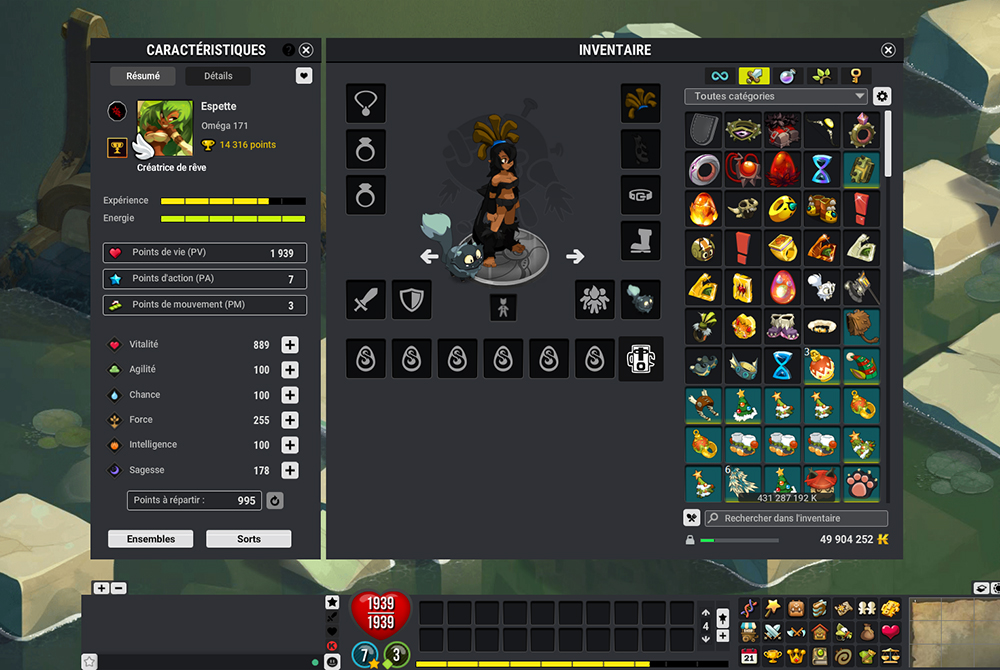 CARACTÉRISTIQUES
Résumé Détails
Espette
Oméga 171
14 316 points
Créatrice de rêve
Expérience
Energie
Points de vie (PV) 1 939
Points d'action (PA) 7
Points de mouvement (PM) 3
Vitalité 889
Agilité 100
Chance 100
Force 255
Intelligence 100
Sagesse 178
Points à répartir : 995
Ensembles Sorts
INVENTAIRE
Toutes catégories
3
6
431 287 192 K
Rechercher dans l'inventaire
49 904 252
1939
1939
7 3
4
21